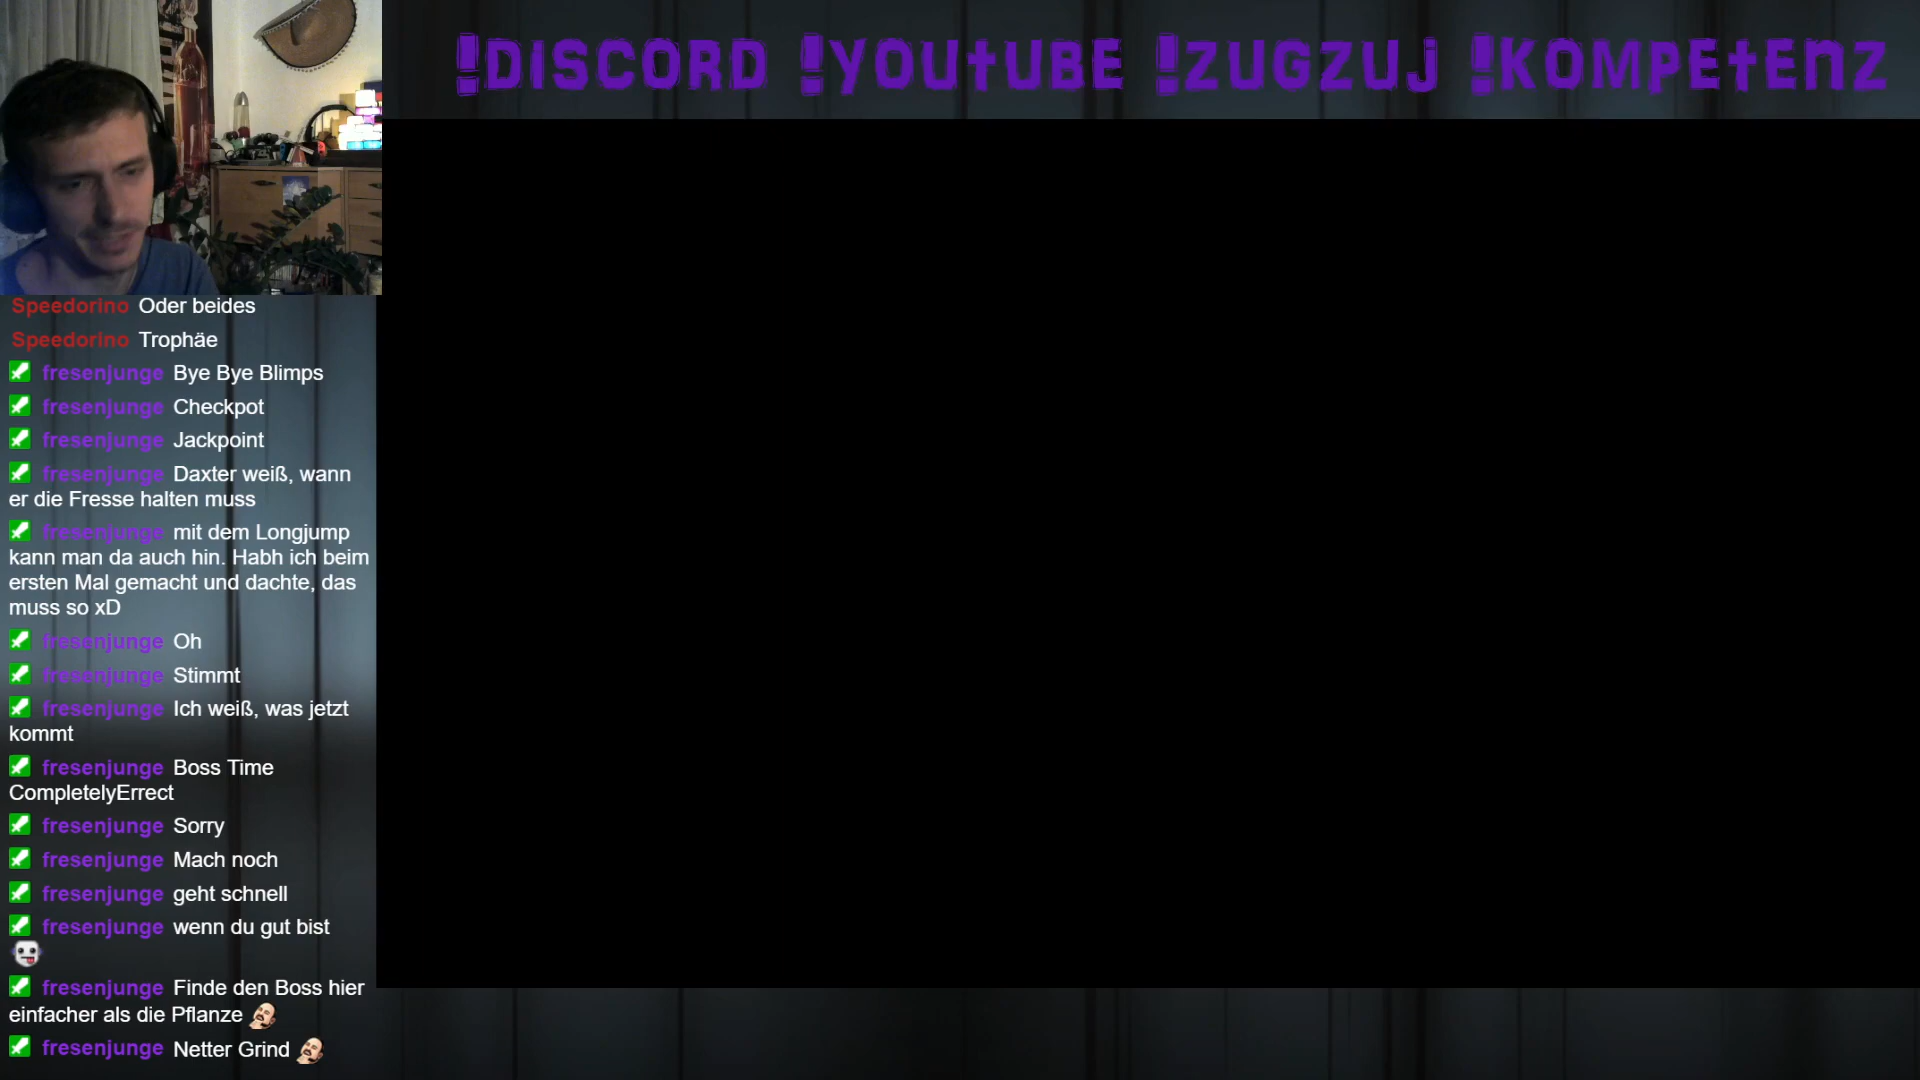 !DISCORD !YOUTUBE !ZUGZUJ !KOMPETENZ
Speedorino Oder beides
Speedorino Trophäe
fresenjunge Bye Bye Blimps
fresenjunge Checkpot
fresenjunge Jackpoint
fresenjunge Daxter weiß, wann
er die Fresse halten muss
fresenjunge mit dem Longjump
kann man da auch hin. Habh ich beim
ersten Mal gemacht und dachte, das
muss so xD
fresenjunge Oh
fresenjunge Stimmt
fresenjunge Ich weiß, was jetzt
kommt
fresenjunge Boss Time
CompletelyErrect
fresenjunge Sorry
fresenjunge Mach noch
fresenjunge geht schnell
fresenjunge wenn du gut bist
fresenjunge Finde den Boss hier
einfacher als die Pflanze
fresenjunge Netter Grind